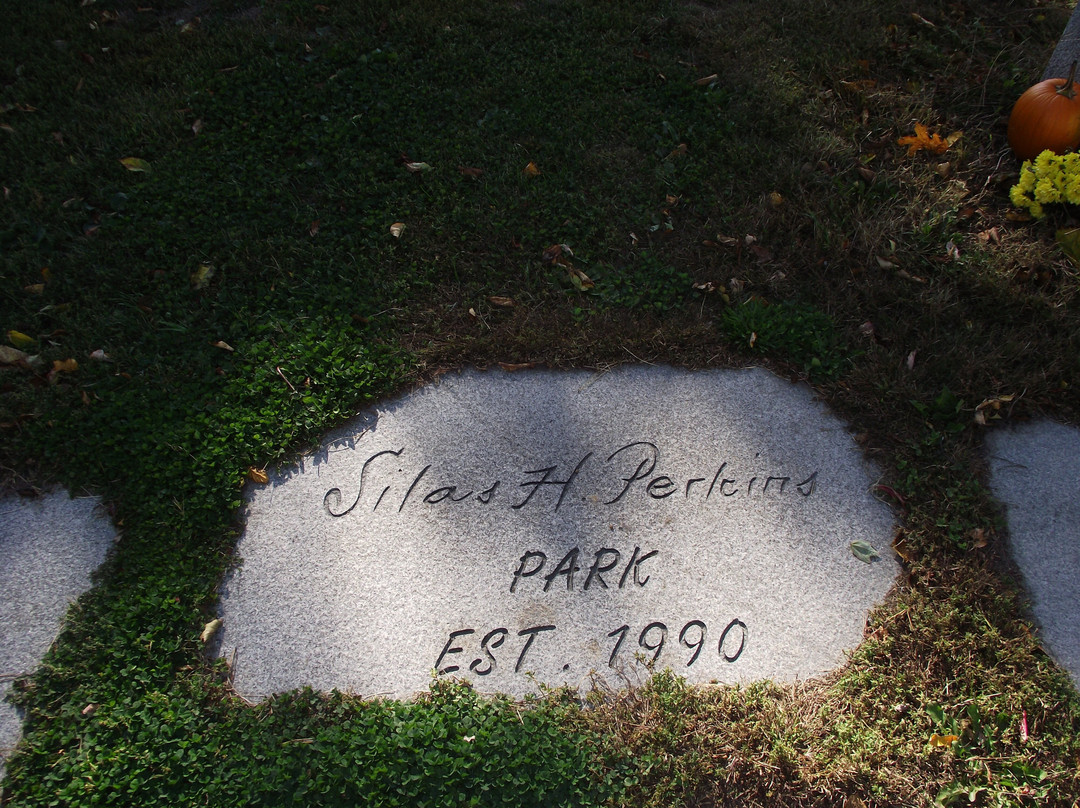 Silas H. Perkins
PARK
EST. 1990